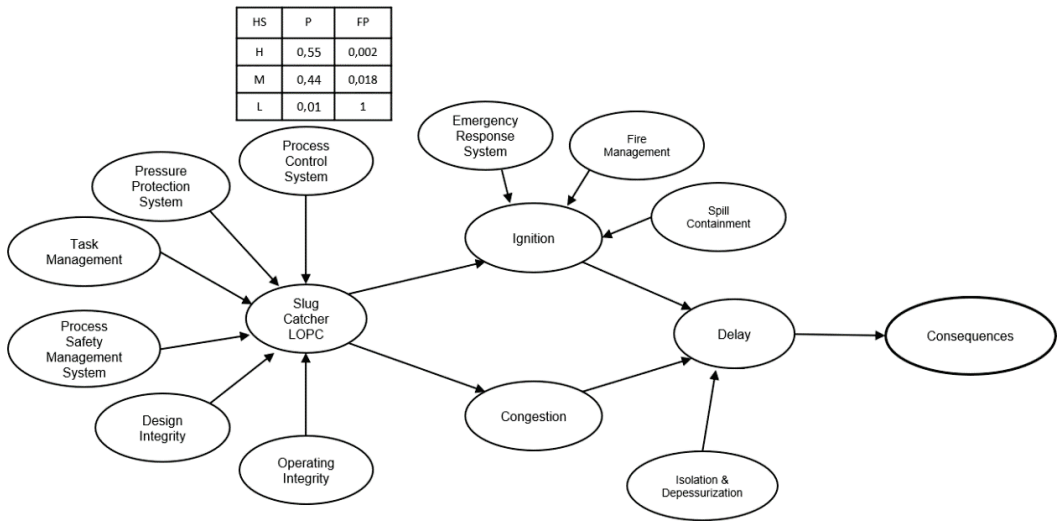 HS P FP
H 0,55 0,002
M 0,44 0,018
L 0,01 1
Process
Control
System
Emergency
Response
System
Fire
Management
Pressure
Protection
System
Spill
Containment
Ignition
Task
Management
Slug
Catcher
LOPC
Process
Safety
Management
System
Delay
Consequences
Design
Integrity
Congestion
Operating
Integrity
Isolation &
Depessurization